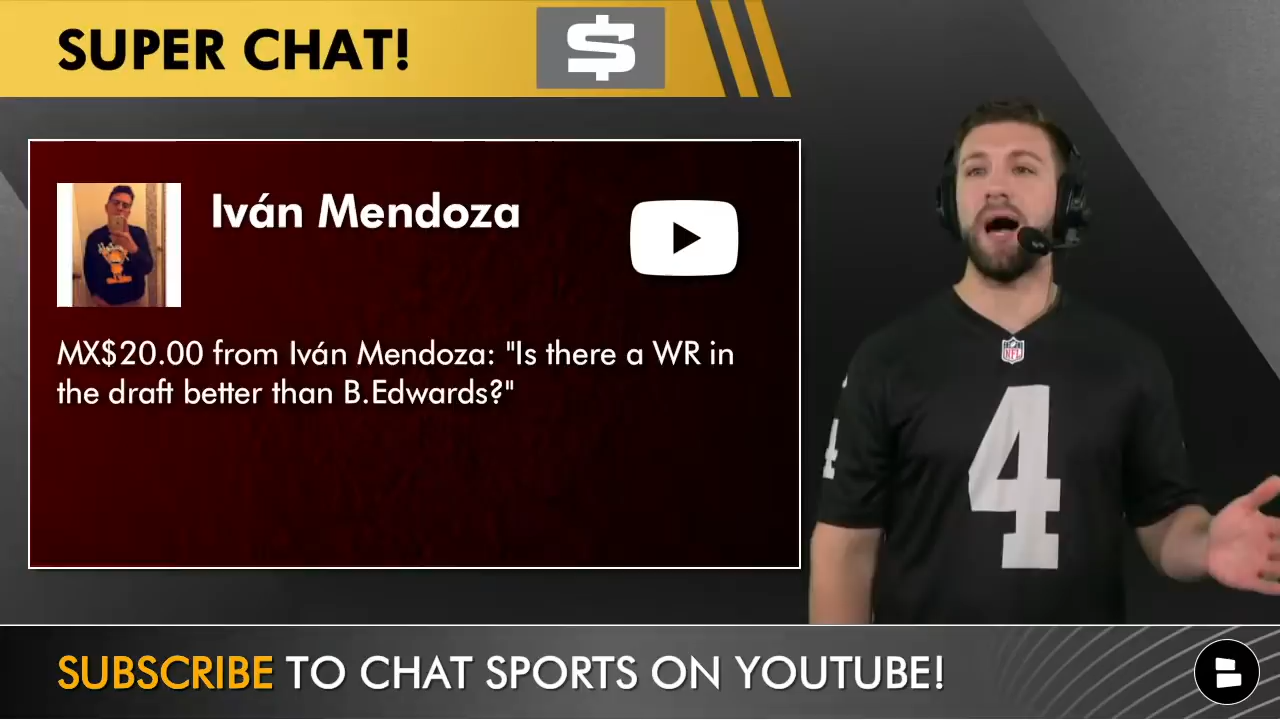 SUPER CHAT!
Iván Mendoza
MX$20.00 from Iván Mendoza: "Is there a WR in
the draft better than B.Edwards?"
NFL
4
4
SUBSCRIBE TO CHAT SPORTS ON YOUTUBE!